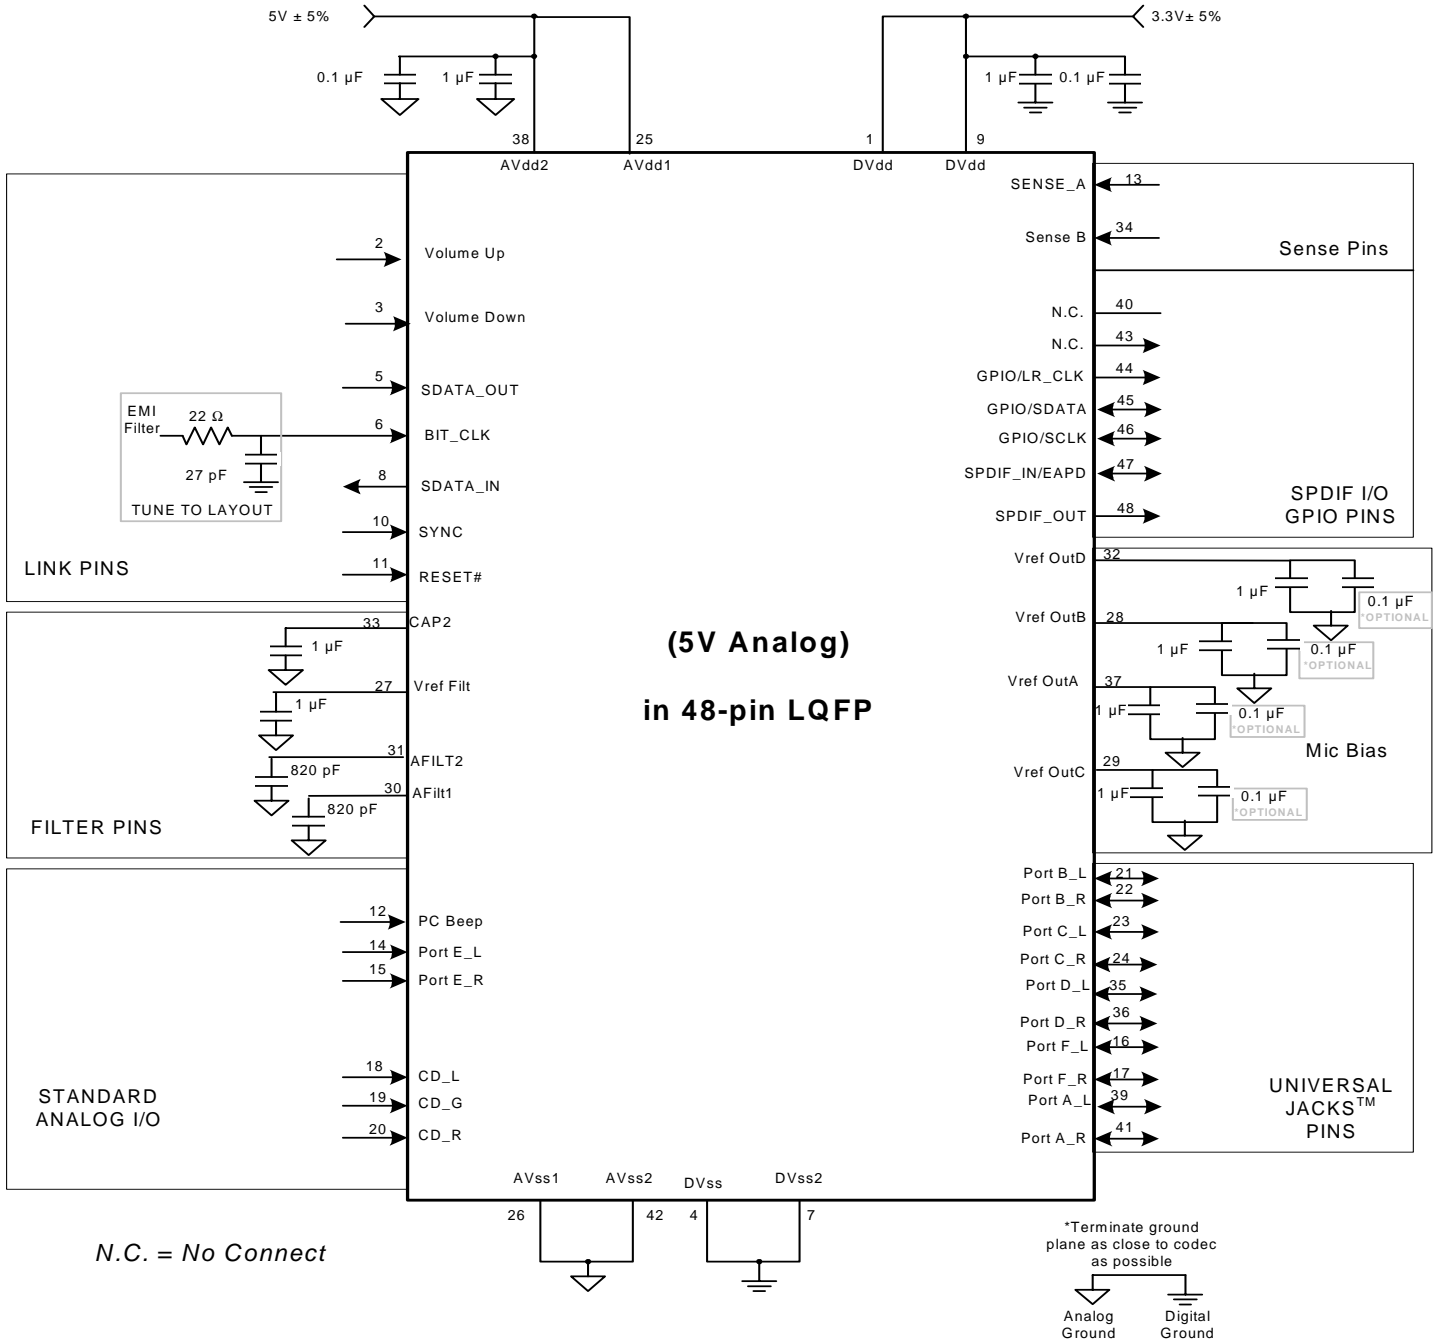 5V ± 5%
3.3V± 5%
0.1 µF
1 µF
1 µF
0.1 µF
38
25
1
9
AVdd2
AVdd1
DVdd
DVdd
2
Volume Up
3
Volume Down
5
SDATA_OUT
EMI
Filter
22 Ω
27 pF
TUNE TO LAYOUT
6
BIT_CLK
8
SDATA_IN
10
SYNC
11
RESET#
LINK PINS
33
CAP2
1 µF
27
Vref Filt
1 µF
31
AFILT2
820 pF
30
AFilt1
820 pF
FILTER PINS
12
PC Beep
14
Port E_L
15
Port E_R
18
CD_L
19
CD_G
20
CD_R
STANDARD
ANALOG I/O
(5V Analog)
in 48-pin LQFP
SENSE_A
13
Sense B
34
Sense Pins
N.C.
40
N.C.
43
GPIO/LR_CLK
44
GPIO/SDATA
45
GPIO/SCLK
46
SPDIF_IN/EAPD
47
SPDIF_OUT
48
SPDIF I/O
GPIO PINS
Vref OutD
32
1 µF
0.1 µF
*OPTIONAL
Vref OutB
28
1 µF
0.1 µF
*OPTIONAL
Vref OutA
37
1 µF
0.1 µF
*OPTIONAL
Vref OutC
29
1 µF
0.1 µF
*OPTIONAL
Mic Bias
Port B_L
21
Port B_R
22
Port C_L
23
Port C_R
24
Port D_L
35
Port D_R
36
Port F_L
16
Port F_R
17
Port A_L
39
Port A_R
41
UNIVERSAL
JACKS™
PINS
AVss1
AVss2
DVss
DVss2
26
42
4
7
N.C. = No Connect
*Terminate ground
plane as close to codec
as possible
Analog
Ground
Digital
Ground